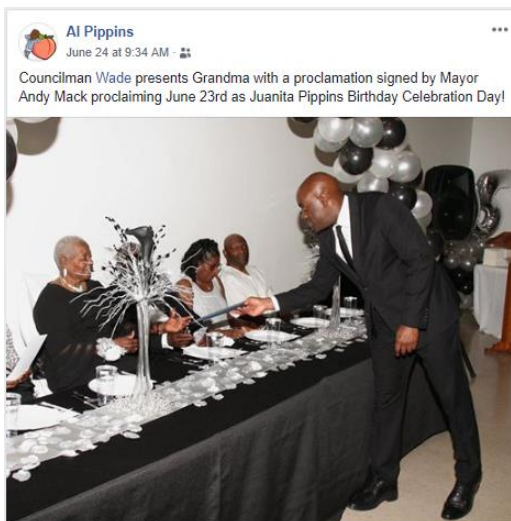 Al Pippins
June 24 at 9:34 AM
Councilman Wade presents Grandma with a proclamation signed by Mayor
Andy Mack proclaiming June 23rd as Juanita Pippins Birthday Celebration Day!